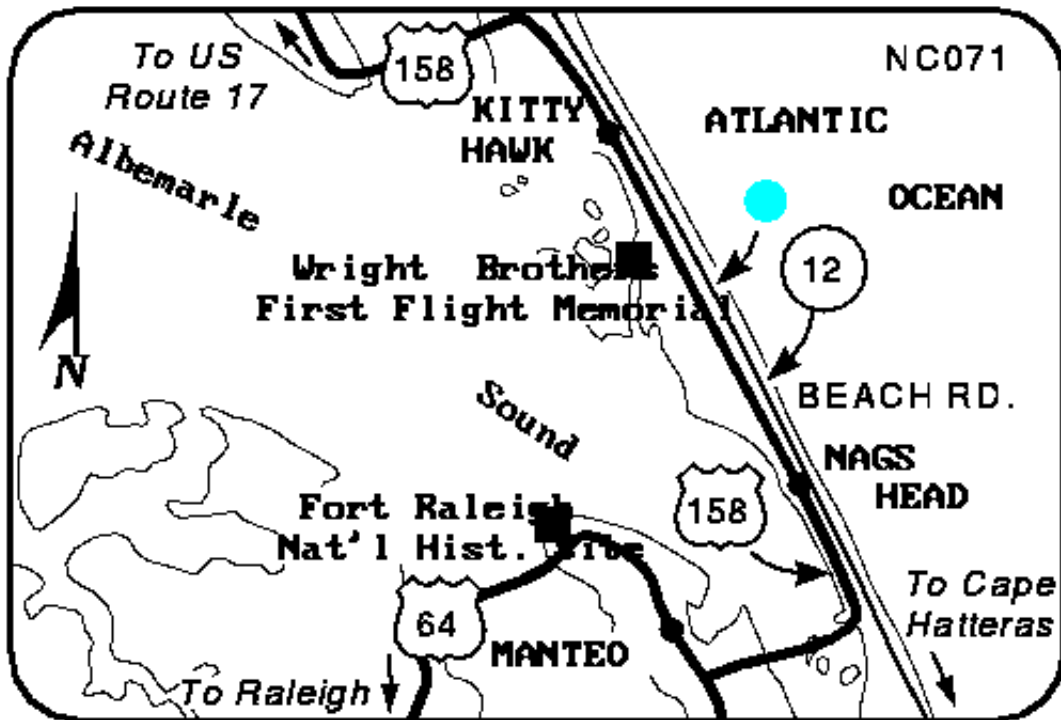 To US
Route 17
158
NC071
KITTY
HAWK
ATLANTIC
OCEAN
Albemarle
12
Wright Brothers
First Flight Memorial
N
BEACH RD.
Sound
NAGS
HEAD
158
Fort Raleigh
Nat'l Hist. Site
64
MANTEO
To Cape
Hatteras
To Raleigh